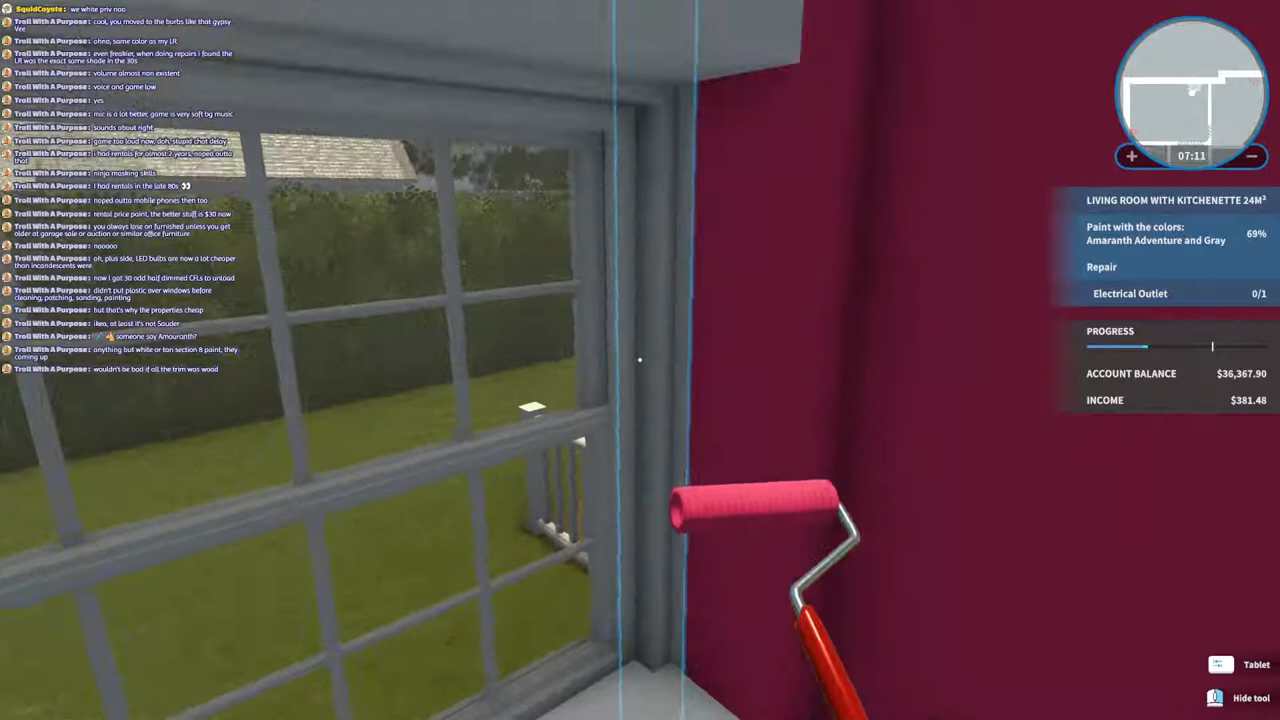 SquidCoyote: we white priv nao
Troll With A Purpose: cool, you moved to the burbs like that gypsy
Vee
Troll With A Purpose: ohno, same color as my LR
Troll With A Purpose: even freakier, when doing repairs i found the
LR was the exact same shade in the 30s
Troll With A Purpose: volume almost non existent
Troll With A Purpose: voice and game low
Troll With A Purpose: yes
Troll With A Purpose: mic is a lot better, game is very soft bg music
Troll With A Purpose: sounds about right
Troll With A Purpose: game too loud now, doh, stupid chat delay
Troll With A Purpose: i had rentals for almost 2 years, noped outta
that
Troll With A Purpose: ninja masking skills
Troll With A Purpose: I had rentals in the late 80s 👀
Troll With A Purpose: noped outta mobile phones then too
Troll With A Purpose: rental price paint, the better stuff is $30 now
Troll With A Purpose: you always lose on furnished unless you get
older at garage sale or auction or similar office furniture
Troll With A Purpose: naoooo
Troll With A Purpose: oh, plus side, LED bulbs are now a lot cheaper
than incandescents were
Troll With A Purpose: now I got 30 odd half dimmed CFLs to unload
Troll With A Purpose: didn't put plastic over windows before
cleaning, patching, sanding, painting
Troll With A Purpose: but that's why the properties cheap
Troll With A Purpose: ikea, at least it's not Sauder
Troll With A Purpose: someone say Amouranth?
Troll With A Purpose: anything but white or tan section 8 paint, they
coming up
Troll With A Purpose: wouldn't be bad if all the trim was wood
07:11
LIVING ROOM WITH KITCHENETTE 24M²
Paint with the colors:
Amaranth Adventure and Gray 69%
Repair
Electrical Outlet 0/1
PROGRESS
ACCOUNT BALANCE $36,367.90
INCOME $381.48
Tablet
Hide tool